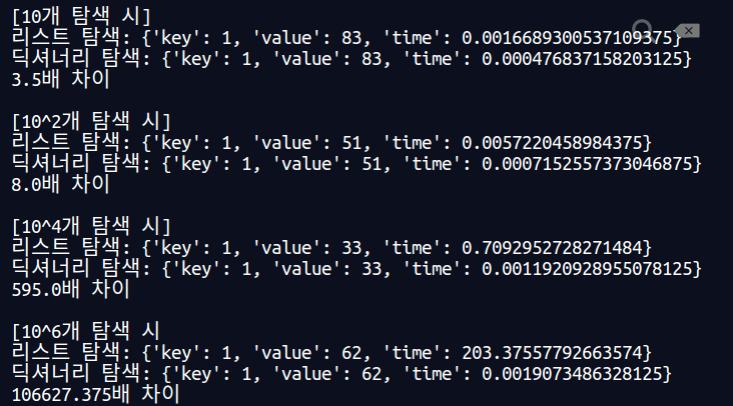 [10개 탐색 시]
리스트 탐색: {'key': 1, 'value': 83, 'time': 0.0016689300537109375}
딕셔너리 탐색: {'key': 1, 'value': 83, 'time': 0.000476837158203125}
3.5배 차이
[10^2개 탐색 시]
리스트 탐색: {'key': 1, 'value': 51, 'time': 0.0057220458984375}
딕셔너리 탐색: {'key': 1, 'value': 51, 'time': 0.0007152557373046875}
8.0배 차이
[10^4개 탐색 시]
리스트 탐색: {'key': 1, 'value': 33, 'time': 0.7092952728271484}
딕셔너리 탐색: {'key': 1, 'value': 33, 'time': 0.0011920928955078125}
595.0배 차이
[10^6개 탐색 시
리스트 탐색: {'key': 1, 'value': 62, 'time': 203.37557792663574}
딕셔너리 탐색: {'key': 1, 'value': 62, 'time': 0.0019073486328125}
106627.375배 차이